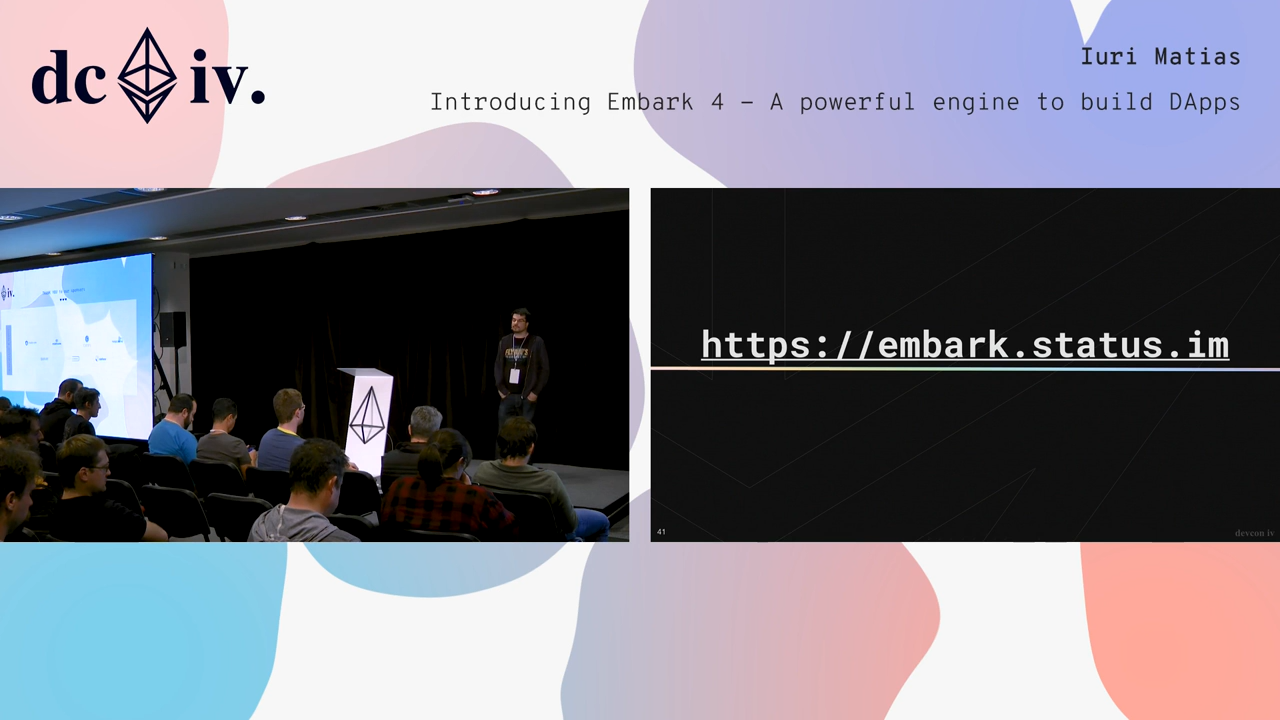 dc iv.
Iuri Matias
Introducing Embark 4 – A powerful engine to build DApps
iv.
https://embark.status.im
41
devcon iv